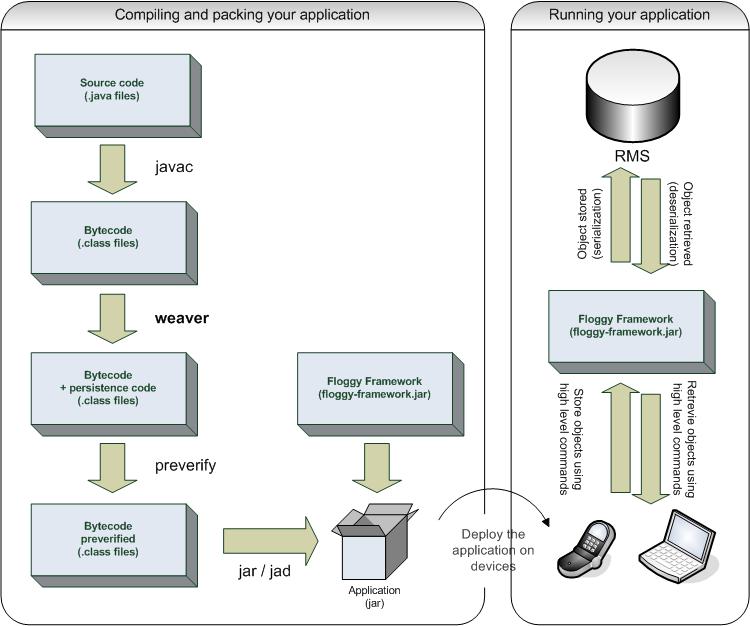 Compiling and packing your application
Source code
(.java files)
javac
Bytecode
(.class files)
weaver
Bytecode
+ persistence code
(.class files)
preverify
Bytecode
preverified
(.class files)
jar / jad
Floggy Framework
(floggy-framework.jar)
Application
(jar)
Deploy the
application on
devices
Running your application
RMS
Object stored
(serialization)
Object retrieved
(deserialization)
Floggy Framework
(floggy-framework.jar)
Store objects using
high level commands
Retrevie objects using
high level commands